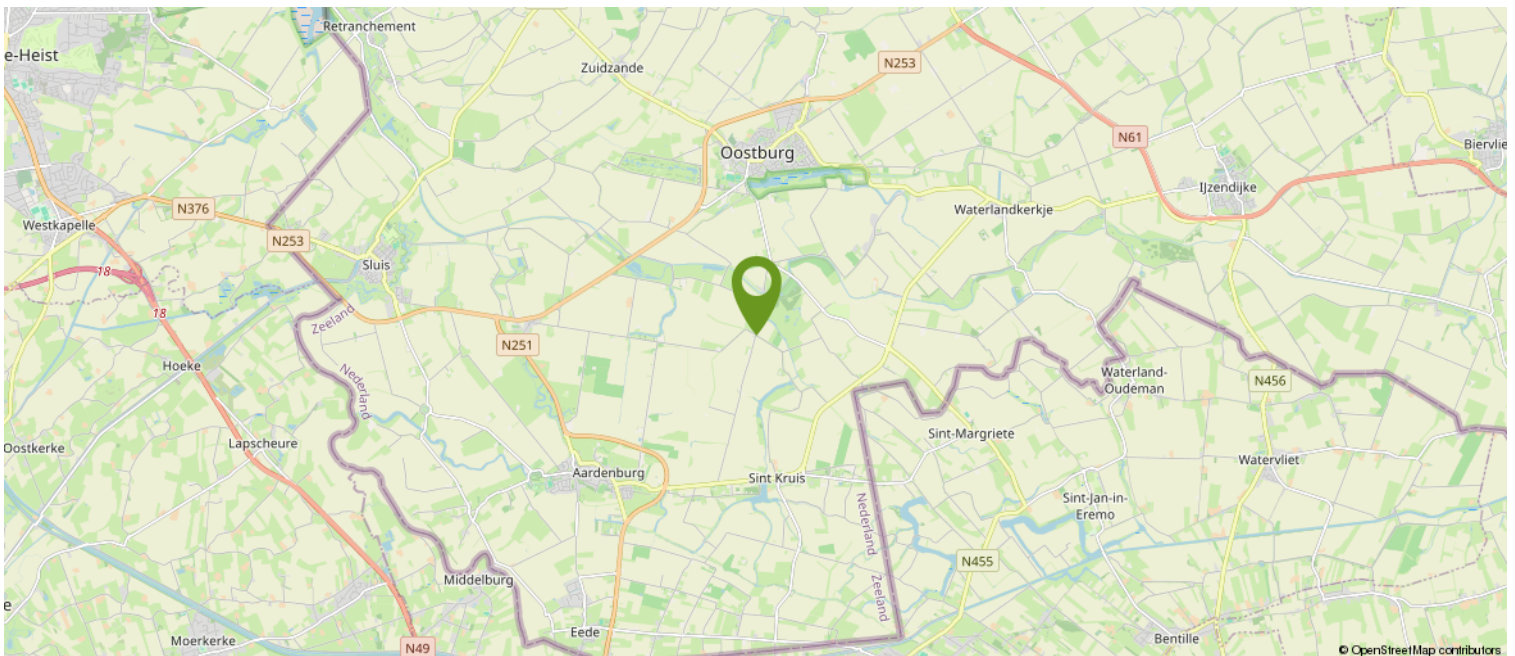 Retranchement
e-Heist
Zuidzande
N253
Oostburg
N61
Biervlie
IJzendijke
N376
Westkapelle
Waterlandkerkje
N253
Sluis
18
18
Zeeland
N251
Hoeke
Nederland
Waterland-
Oudeman
N456
Oostkerke
Lapscheure
Sint-Margriete
Watervliet
Aardenburg
Sint Kruis
Sint-Jan-in-
Eremo
Nederland
Zeeland
N455
Middelburg
e
Moerkerke
Eede
N49
Bentille
© OpenStreetMap contributors